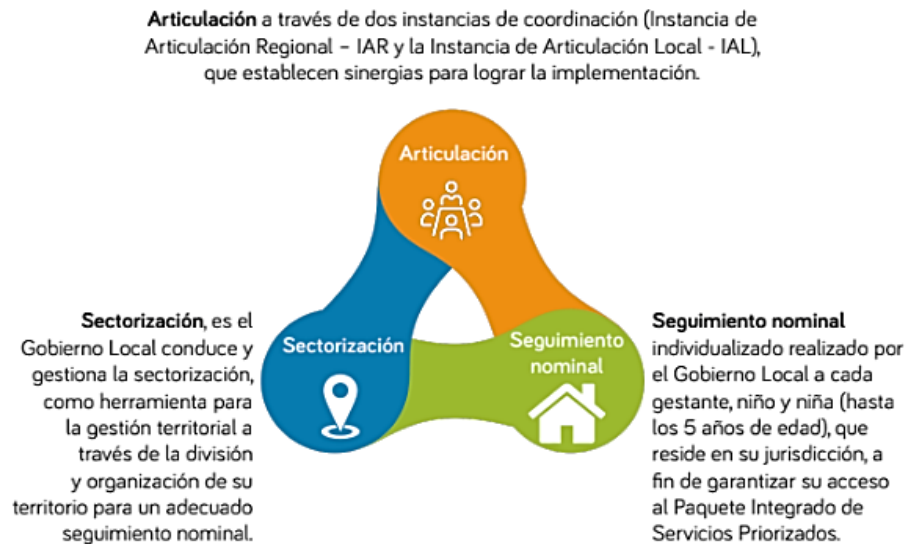 Articulación a través de dos instancias de coordinación (Instancia de
Articulación Regional – IAR y la Instancia de Articulación Local - IAL),
que establecen sinergias para lograr la implementación.
Articulación
Sectorización
Seguimiento
nominal
Sectorización, es el
Gobierno Local conduce y
gestiona la sectorización,
como herramienta para
la gestión territorial a
través de la división
y organización de su
territorio para un adecuado
seguimiento nominal.
Seguimiento nominal
individualizado realizado por
el Gobierno Local a cada
gestante, niño y niña (hasta
los 5 años de edad), que
reside en su jurisdicción, a
fin de garantizar su acceso
al Paquete Integrado de
Servicios Priorizados.